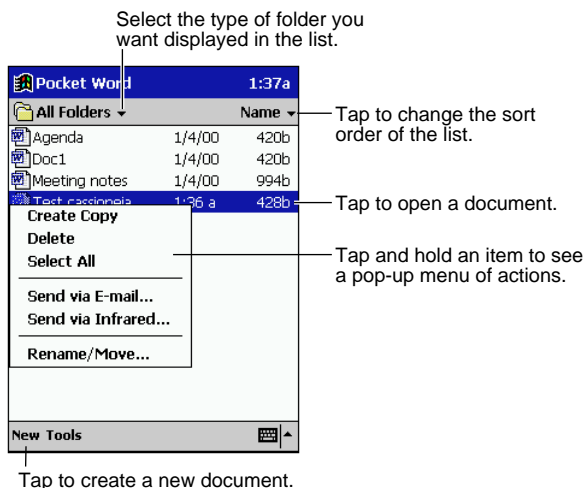 Select the type of folder you
want displayed in the list.
Pocket Word 1:37a
All Folders Name
Tap to change the sort
order of the list.
Agenda 1/4/00 420b
Doc1 1/4/00 420b
Meeting notes 1/4/00 994b
Test cassiopeia 1:36 a 428b
Tap to open a document.
Create Copy
Delete
Select All
Tap and hold an item to see
a pop-up menu of actions.
Send via E-mail...
Send via Infrared...
Rename/Move...
New Tools
Tap to create a new document.